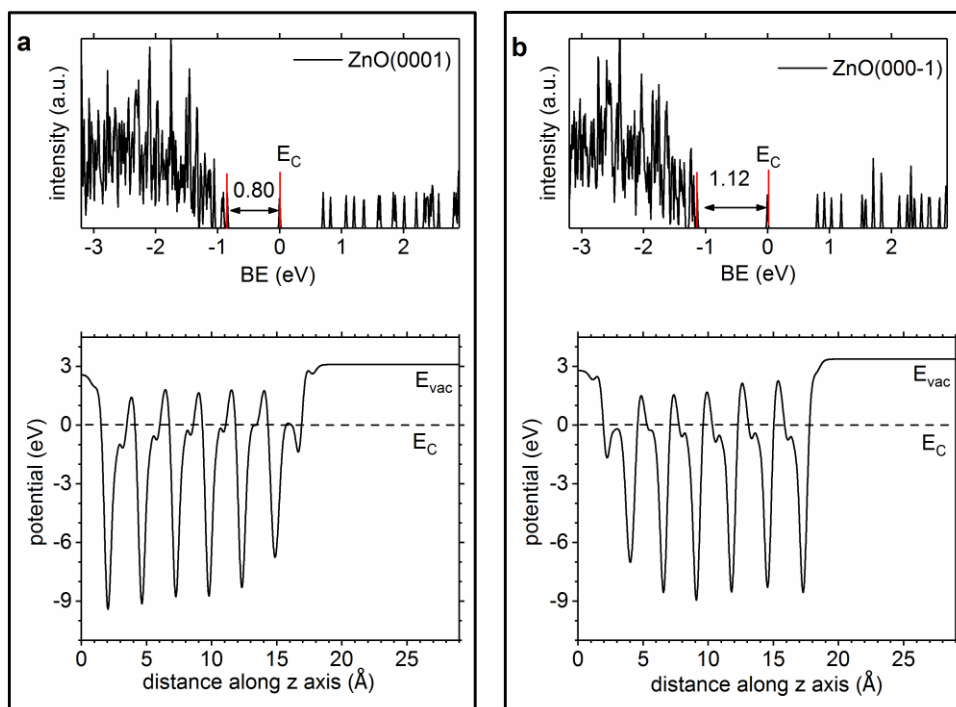 a
ZnO(0001)
intensity (a.u.)
E_C
0.80
-3 -2 -1 0 1 2
BE (eV)
3
0
-3
-6
-9
potential (eV)
E_vac
E_C
0 5 10 15 20 25
distance along z axis (Å)
b
ZnO(000-1)
intensity (a.u.)
E_C
1.12
-3 -2 -1 0 1 2
BE (eV)
3
0
-3
-6
-9
potential (eV)
E_vac
E_C
0 5 10 15 20 25
distance along z axis (Å)